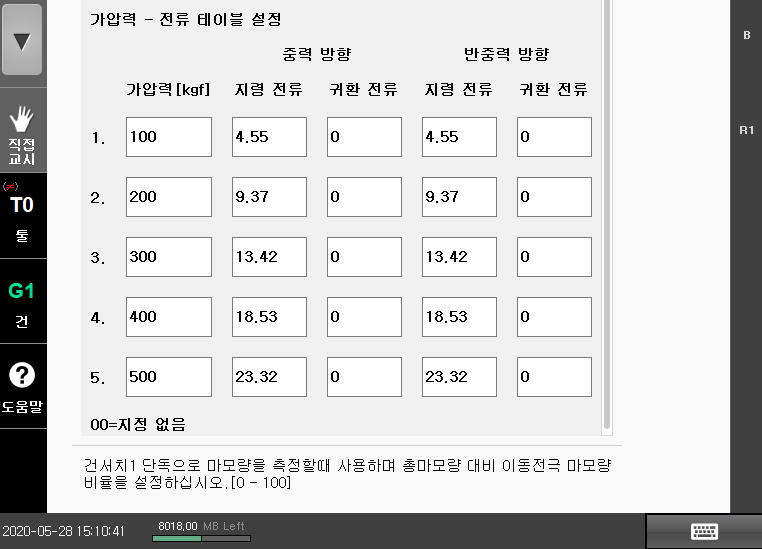 가압력 - 전류 테이블 설정
중력 방향 반중력 방향
가압력[kgf] 지령 전류 귀환 전류 지령 전류 귀환 전류
1. 100 4.55 0 4.55 0
2. 200 9.37 0 9.37 0
3. 300 13.42 0 13.42 0
4. 400 18.53 0 18.53 0
5. 500 23.32 0 23.32 0
00=지정 없음
건서치1 단독으로 마모량을 측정할때 사용하며 총마모량 대비 이동전극 마모량
비율을 설정하십시오.[0 - 100]
직접
교시
(≠)
T0
툴
G1
건
?
도움말
B
R1
2020-05-28 15:10:41
8018,00 MB Left